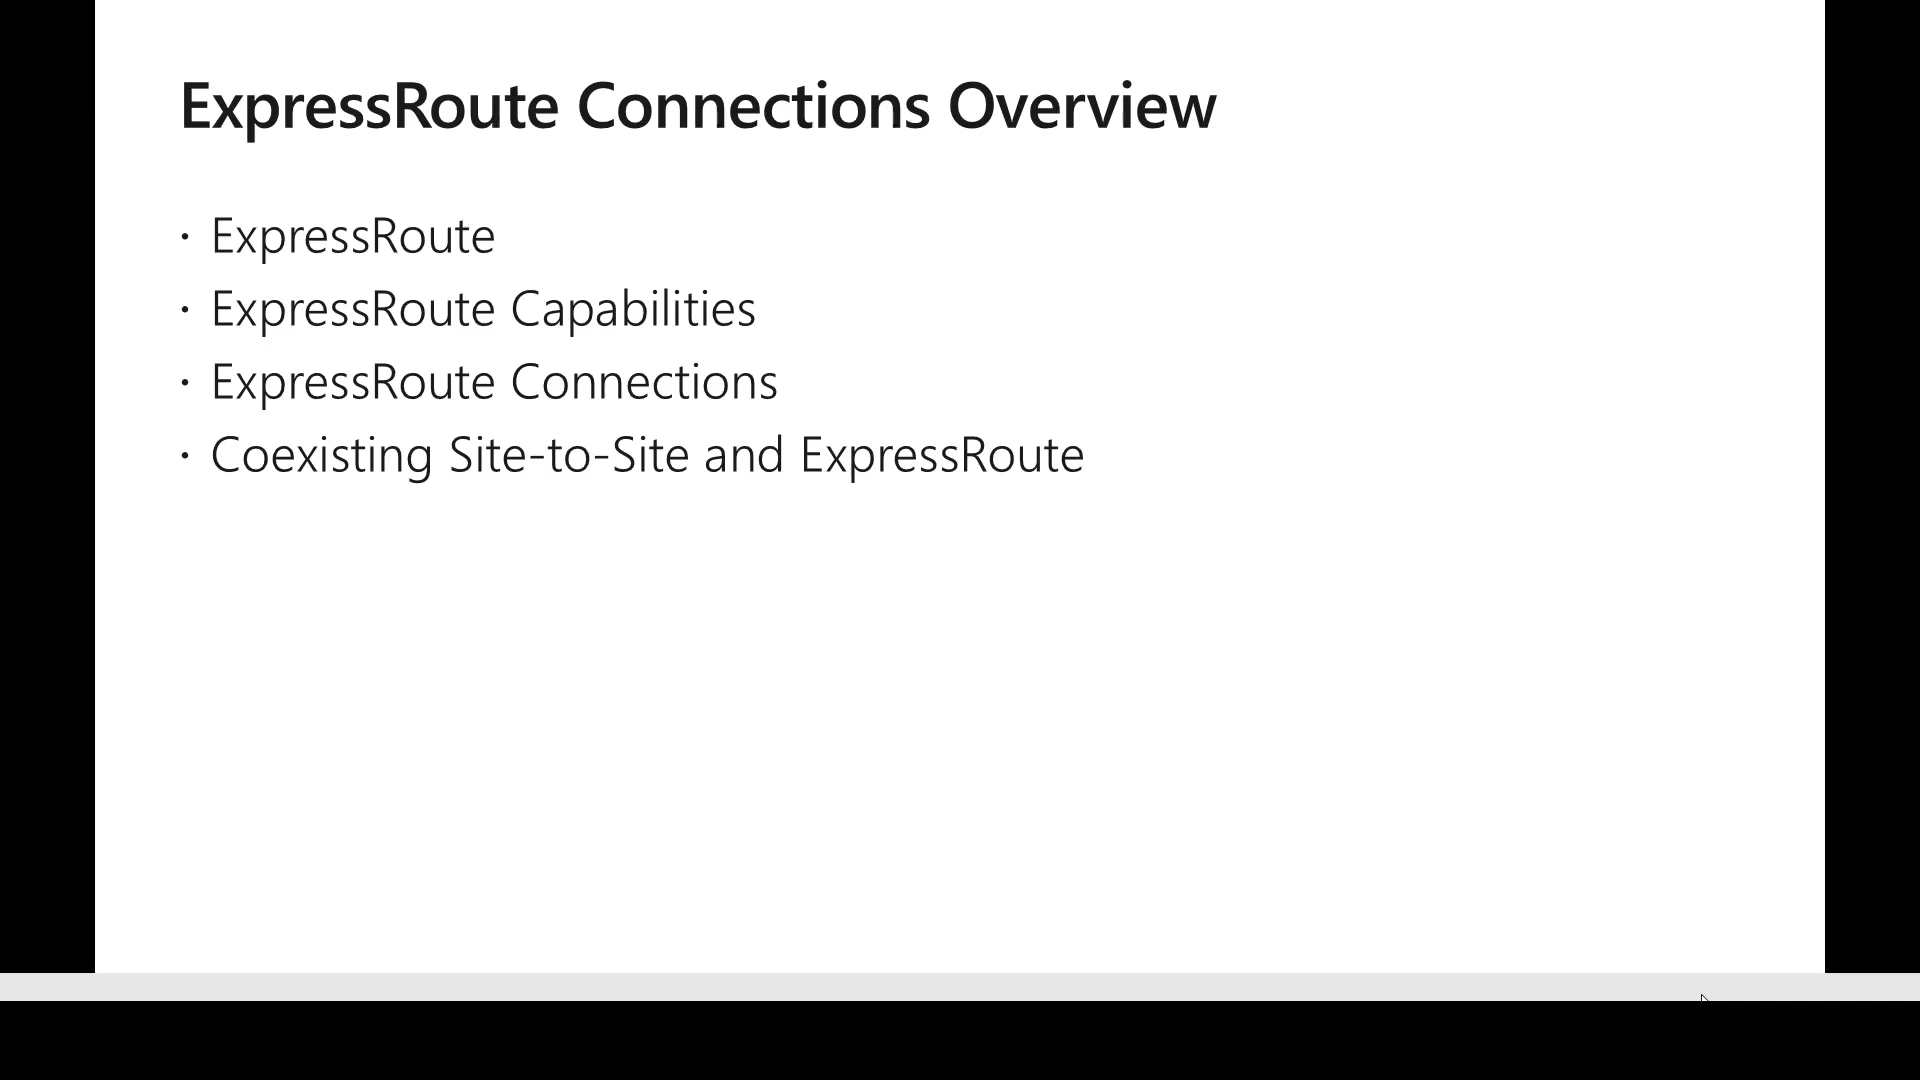 ExpressRoute Connections Overview
· ExpressRoute
· ExpressRoute Capabilities
· ExpressRoute Connections
· Coexisting Site-to-Site and ExpressRoute